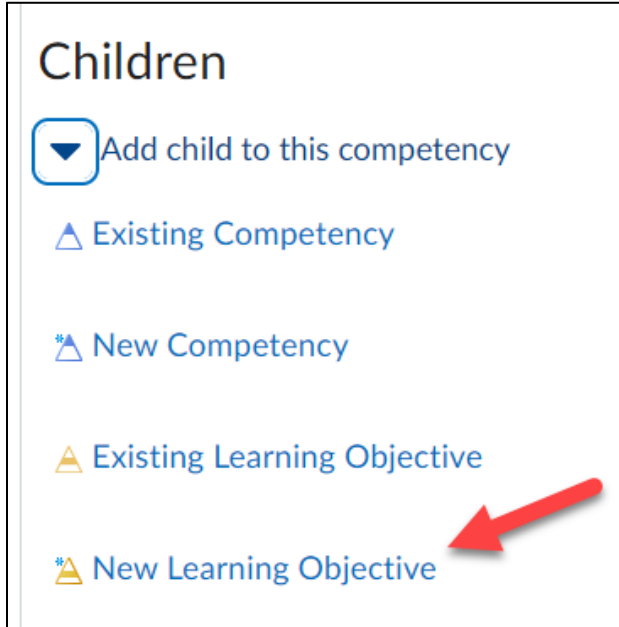 Children
Add child to this competency
Existing Competency
New Competency
Existing Learning Objective
New Learning Objective